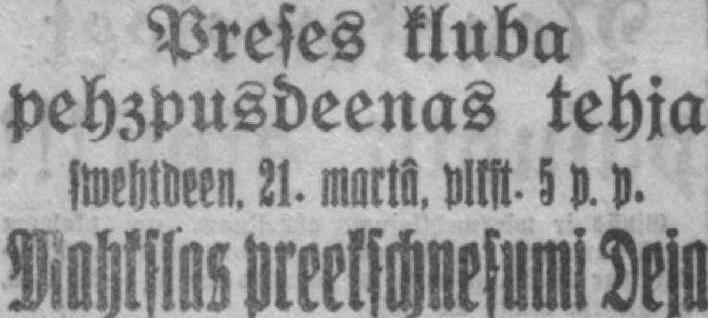 Preſes kluba
pehzpusdeenas tehja
ſwehtdeen, 21. martâ, plkſt. 5 p. p.
Mahkſlas preekſchneſumi Deja